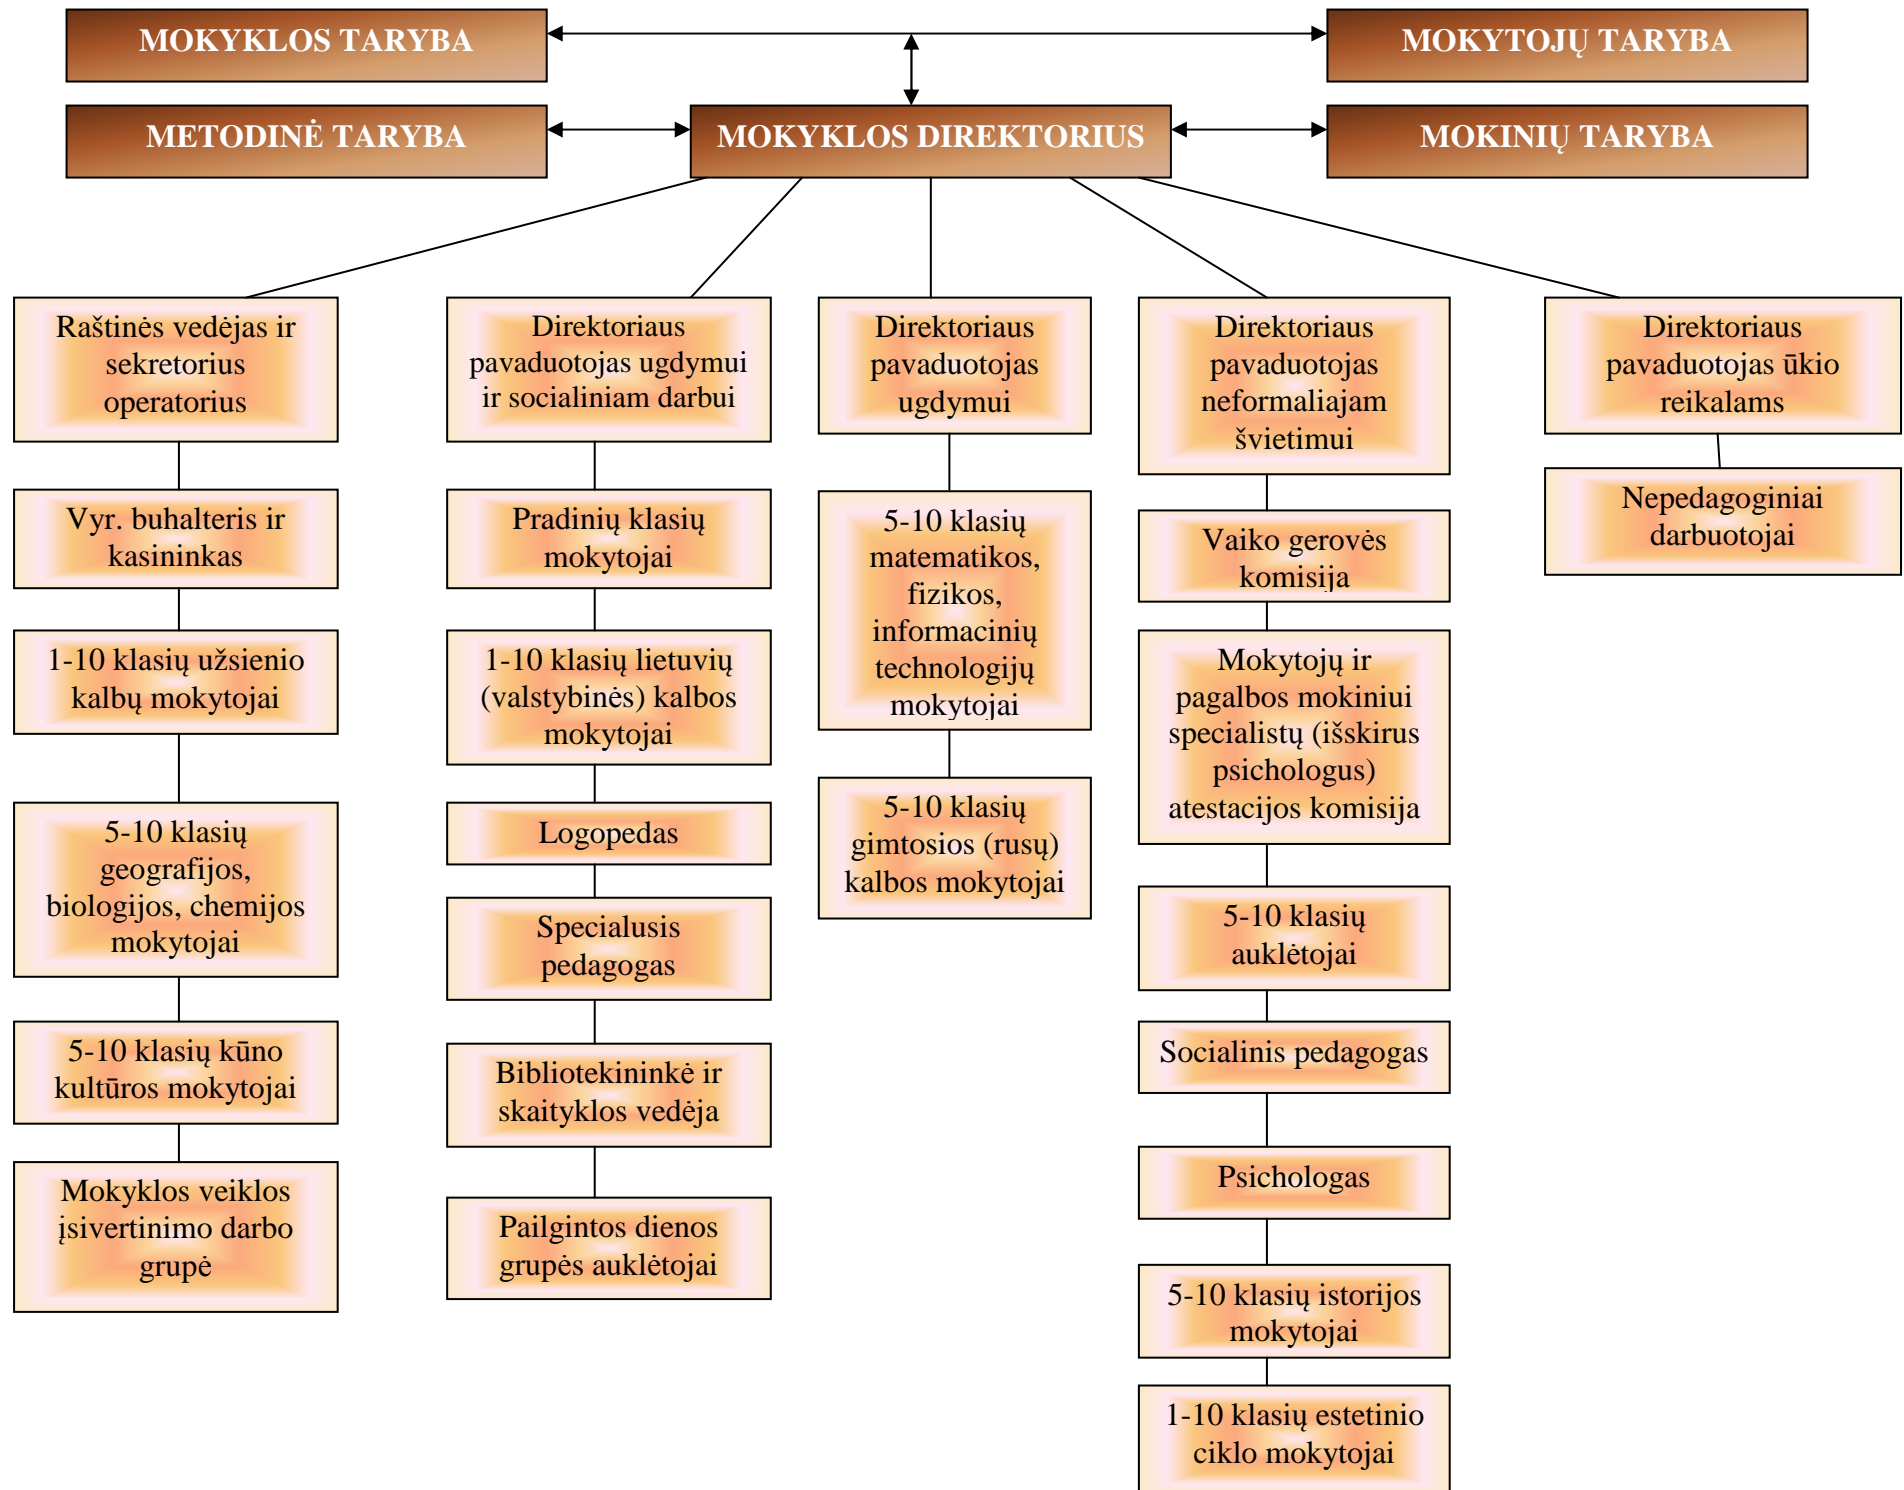 MOKYKLOS TARYBA
MOKYTOJŲ TARYBA
METODINĖ TARYBA
MOKYKLOS DIREKTORIUS
MOKINIŲ TARYBA
Raštinės vedėjas ir
sekretorius
operatorius
Vyr. buhalteris ir
kasininkas
1-10 klasių užsienio
kalbų mokytojai
5-10 klasių
geografijos,
biologijos, chemijos
mokytojai
5-10 klasių kūno
kultūros mokytojai
Mokyklos veiklos
įsivertinimo darbo
grupė
Direktoriaus
pavaduotojas ugdymui
ir socialiniam darbui
Pradinių klasių
mokytojai
1-10 klasių lietuvių
(valstybinės) kalbos
mokytojai
Logopedas
Specialusis
pedagogas
Bibliotekininkė ir
skaityklos vedėja
Pailgintos dienos
grupės auklėtojai
Direktoriaus
pavaduotojas
ugdymui
5-10 klasių
matematikos,
fizikos,
informacinių
technologijų
mokytojai
5-10 klasių
gimtosios (rusų)
kalbos mokytojai
Direktoriaus
pavaduotojas
neformaliajam
švietimui
Vaiko gerovės
komisija
Mokytojų ir
pagalbos mokiniui
specialistų (išskirus
psichologus)
atestacijos komisija
5-10 klasių
auklėtojai
Socialinis pedagogas
Psichologas
5-10 klasių istorijos
mokytojai
1-10 klasių estetinio
ciklo mokytojai
Direktoriaus
pavaduotojas ūkio
reikalams
Nepedagoginiai
darbuotojai